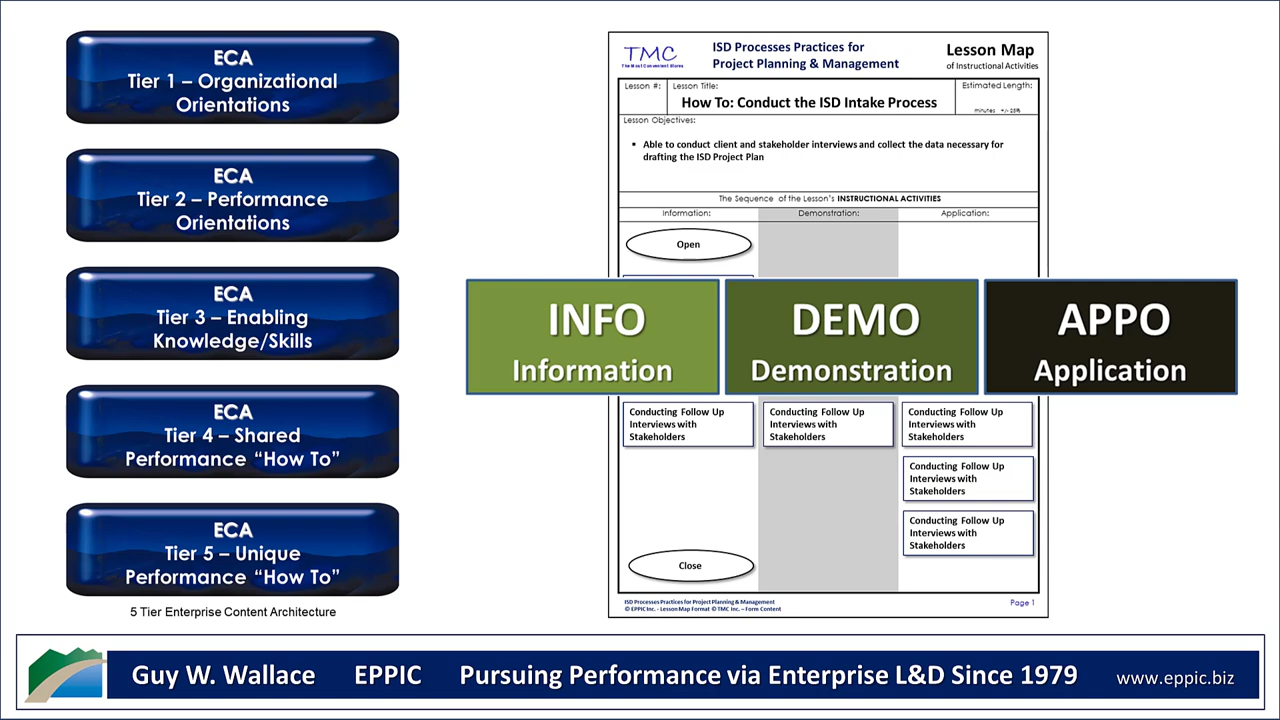 ECA
Tier 1 – Organizational
Orientations
ECA
Tier 2 – Performance
Orientations
ECA
Tier 3 – Enabling
Knowledge/Skills
ECA
Tier 4 – Shared
Performance “How To”
ECA
Tier 5 – Unique
Performance “How To”
5 Tier Enterprise Content Architecture
TMC
The Most Convenient Stores
ISD Processes Practices for
Project Planning & Management
Lesson Map
of Instructional Activities
Lesson #:
Lesson Title:
How To: Conduct the ISD Intake Process
Estimated Length:
minutes +/- 25%
Lesson Objectives:
▪ Able to conduct client and stakeholder interviews and collect the data necessary for
drafting the ISD Project Plan
The Sequence of the Lesson’s INSTRUCTIONAL ACTIVITIES
Information:
Demonstration:
Application:
Open
INFO
Information
DEMO
Demonstration
APPO
Application
Conducting Follow Up
Interviews with
Stakeholders
Conducting Follow Up
Interviews with
Stakeholders
Conducting Follow Up
Interviews with
Stakeholders
Conducting Follow Up
Interviews with
Stakeholders
Conducting Follow Up
Interviews with
Stakeholders
Close
ISD Processes Practices for Project Planning & Management
© EPPIC Inc. - Lesson Map Format © TMC Inc. – Form Content
Page 1
Guy W. Wallace EPPIC Pursuing Performance via Enterprise L&D Since 1979 www.eppic.biz